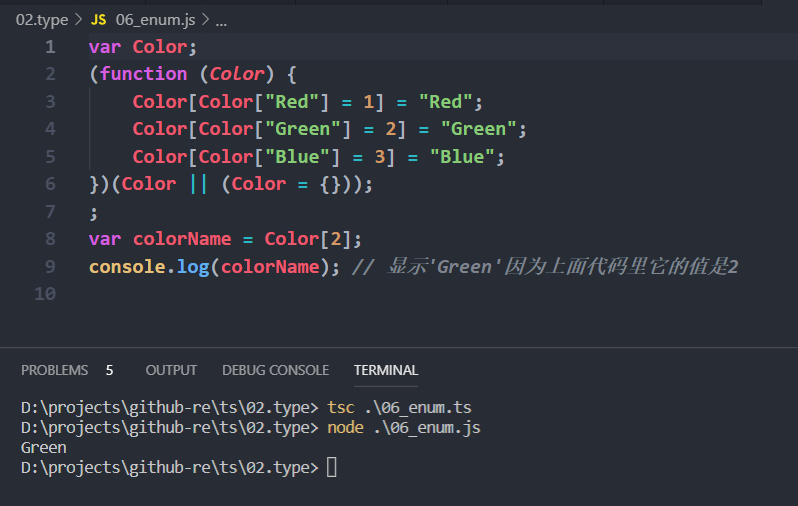 02.type > JS 06_enum.js > ...
1 var Color;
2 (function (Color) {
3 Color[Color["Red"] = 1] = "Red";
4 Color[Color["Green"] = 2] = "Green";
5 Color[Color["Blue"] = 3] = "Blue";
6 })(Color || (Color = {}));
7 ;
8 var colorName = Color[2];
9 console.log(colorName); // 显示'Green'因为上面代码里它的值是2
10
PROBLEMS 5 OUTPUT DEBUG CONSOLE TERMINAL
D:\projects\github-re\ts\02.type> tsc .\06_enum.ts
D:\projects\github-re\ts\02.type> node .\06_enum.js
Green
D:\projects\github-re\ts\02.type>